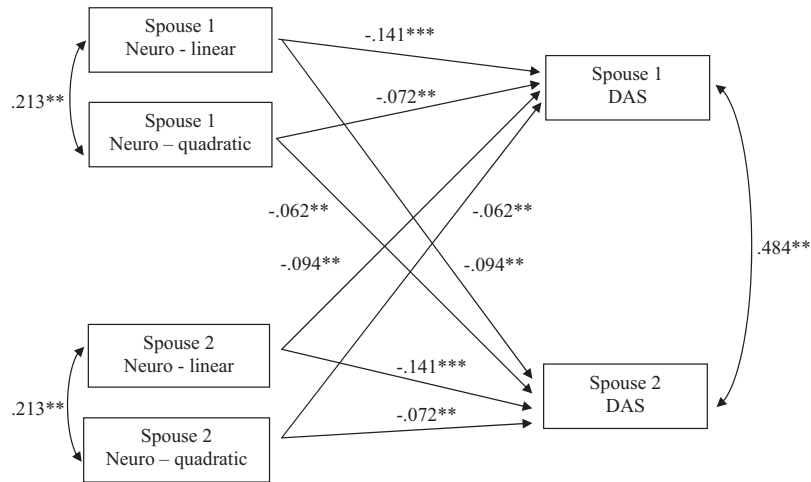 Spouse 1
Neuro - linear
-.141***
Spouse 1
DAS
.213**
-.072**
Spouse 1
Neuro – quadratic
-.062**
-.062**
-.094**
-.094**
.484**
Spouse 2
Neuro - linear
-.141***
Spouse 2
DAS
.213**
-.072**
Spouse 2
Neuro – quadratic